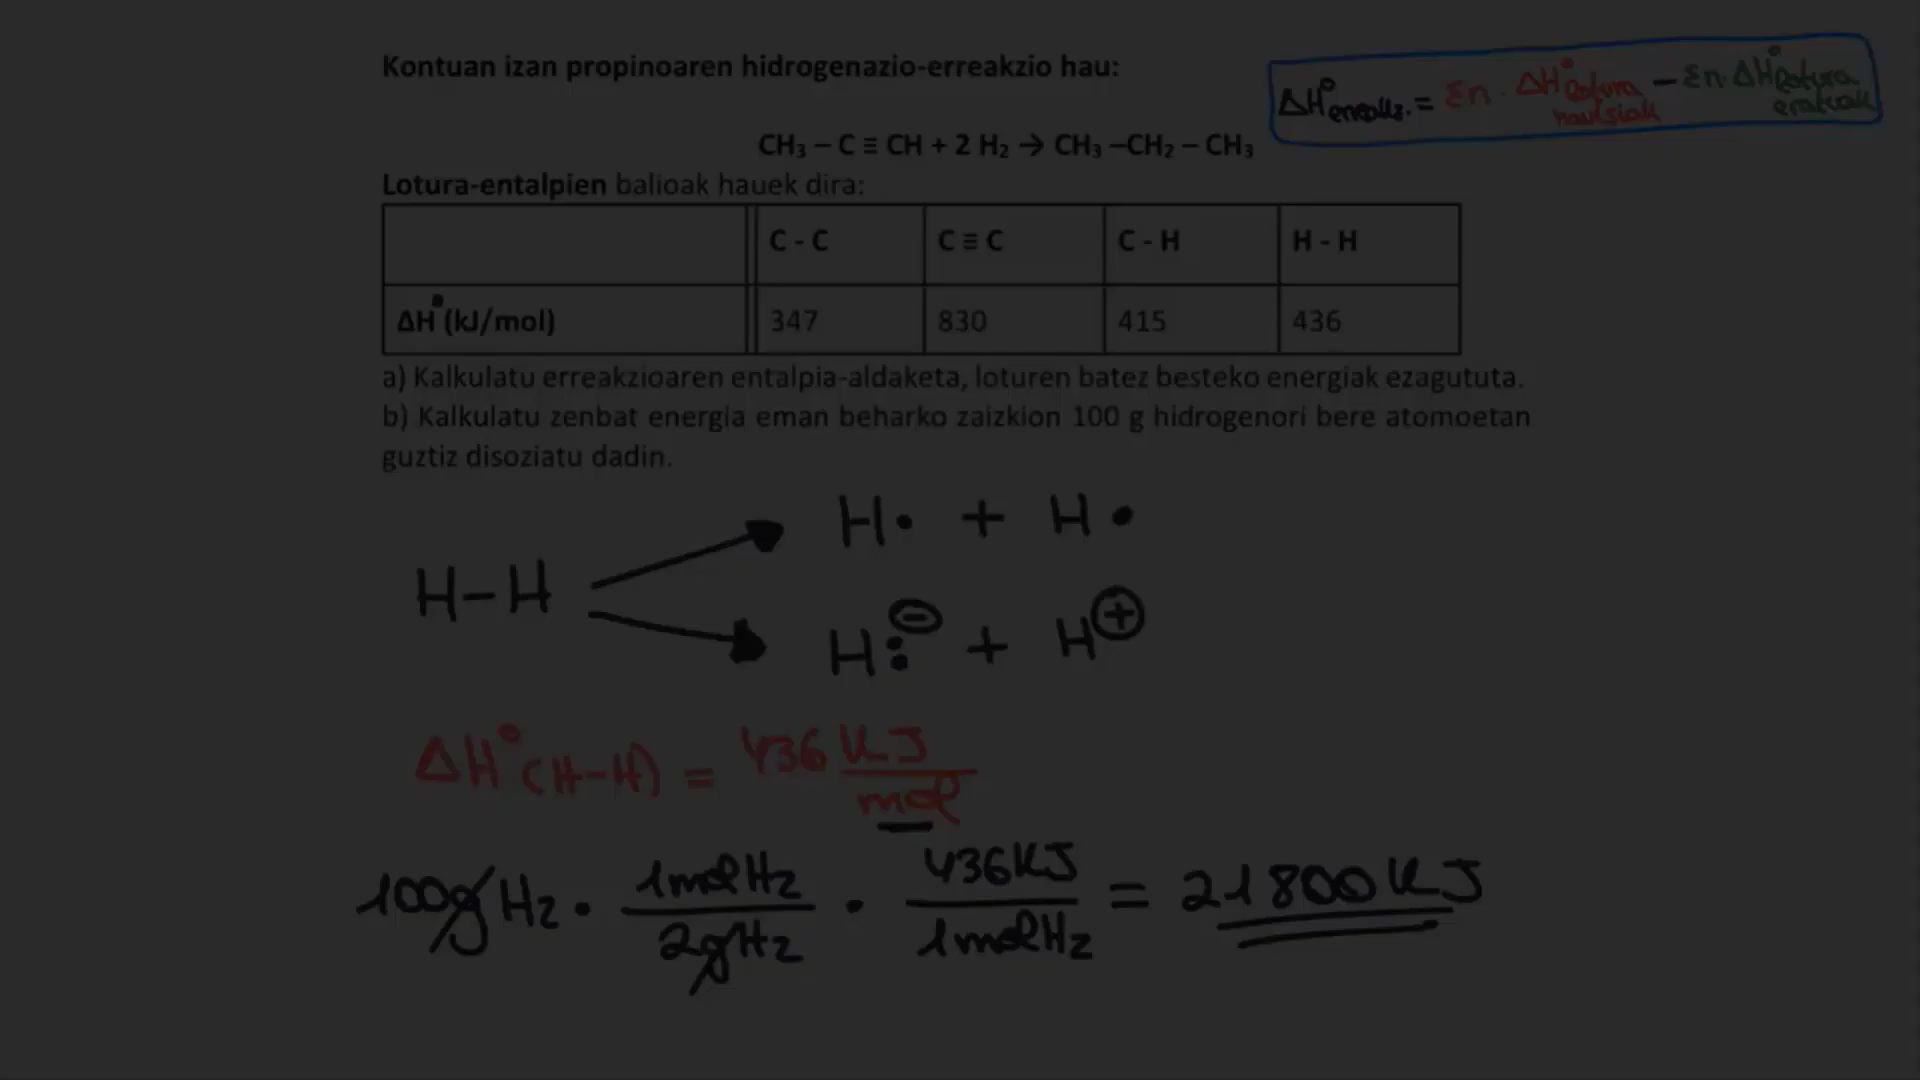 Kontuan izan propinoaren hidrogenazio-erreakzio hau:
ΔH°erreakz. = Σn · ΔH°lotura hautsiak − Σn · ΔH°lotura eratuak
CH₃ – C ≡ CH + 2 H₂ → CH₃ –CH₂ – CH₃
Lotura-entalpien balioak hauek dira:
C - C C ≡ C C - H H - H
ΔH°(kJ/mol) 347 830 415 436
a) Kalkulatu erreakzioaren entalpia-aldaketa, loturen batez besteko energiak ezagututa.
b) Kalkulatu zenbat energia eman beharko zaizkion 100 g hidrogenori bere atomoetan
guztiz disoziatu dadin.
H· + H·
H–H
H:⊖ + H⊕
ΔH°(H–H) = 436 KJ/mol
100g H₂ · 1mol H₂/2g H₂ · 436KJ/1mol H₂ = 21800 KJ